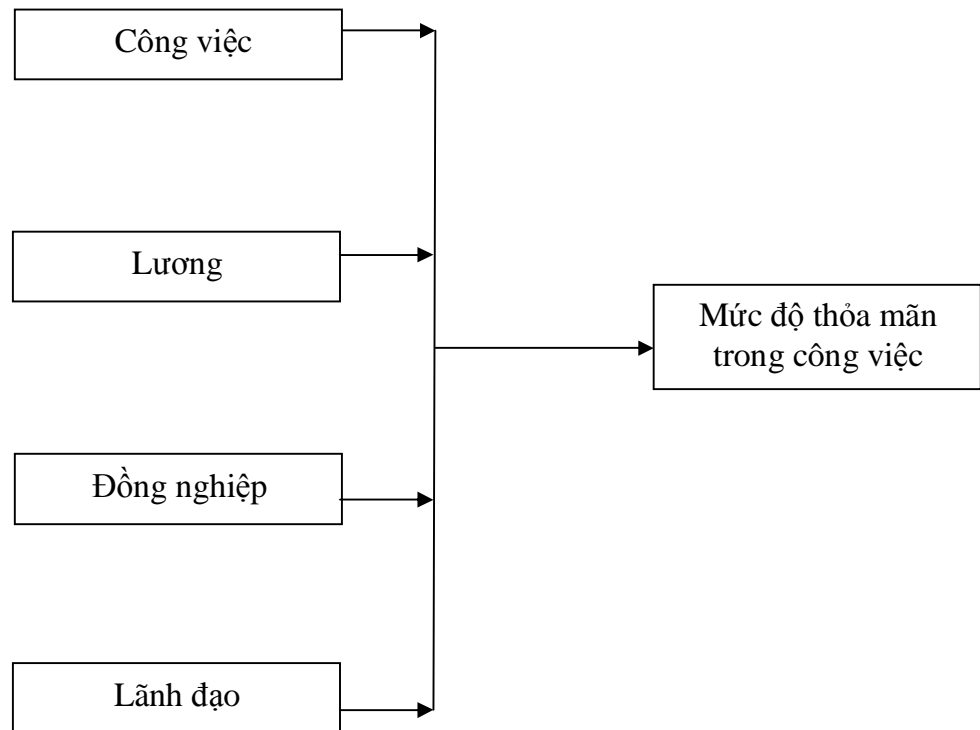 Công việc
Lương
Mức độ thỏa mãn
trong công việc
Đồng nghiệp
Lãnh đạo